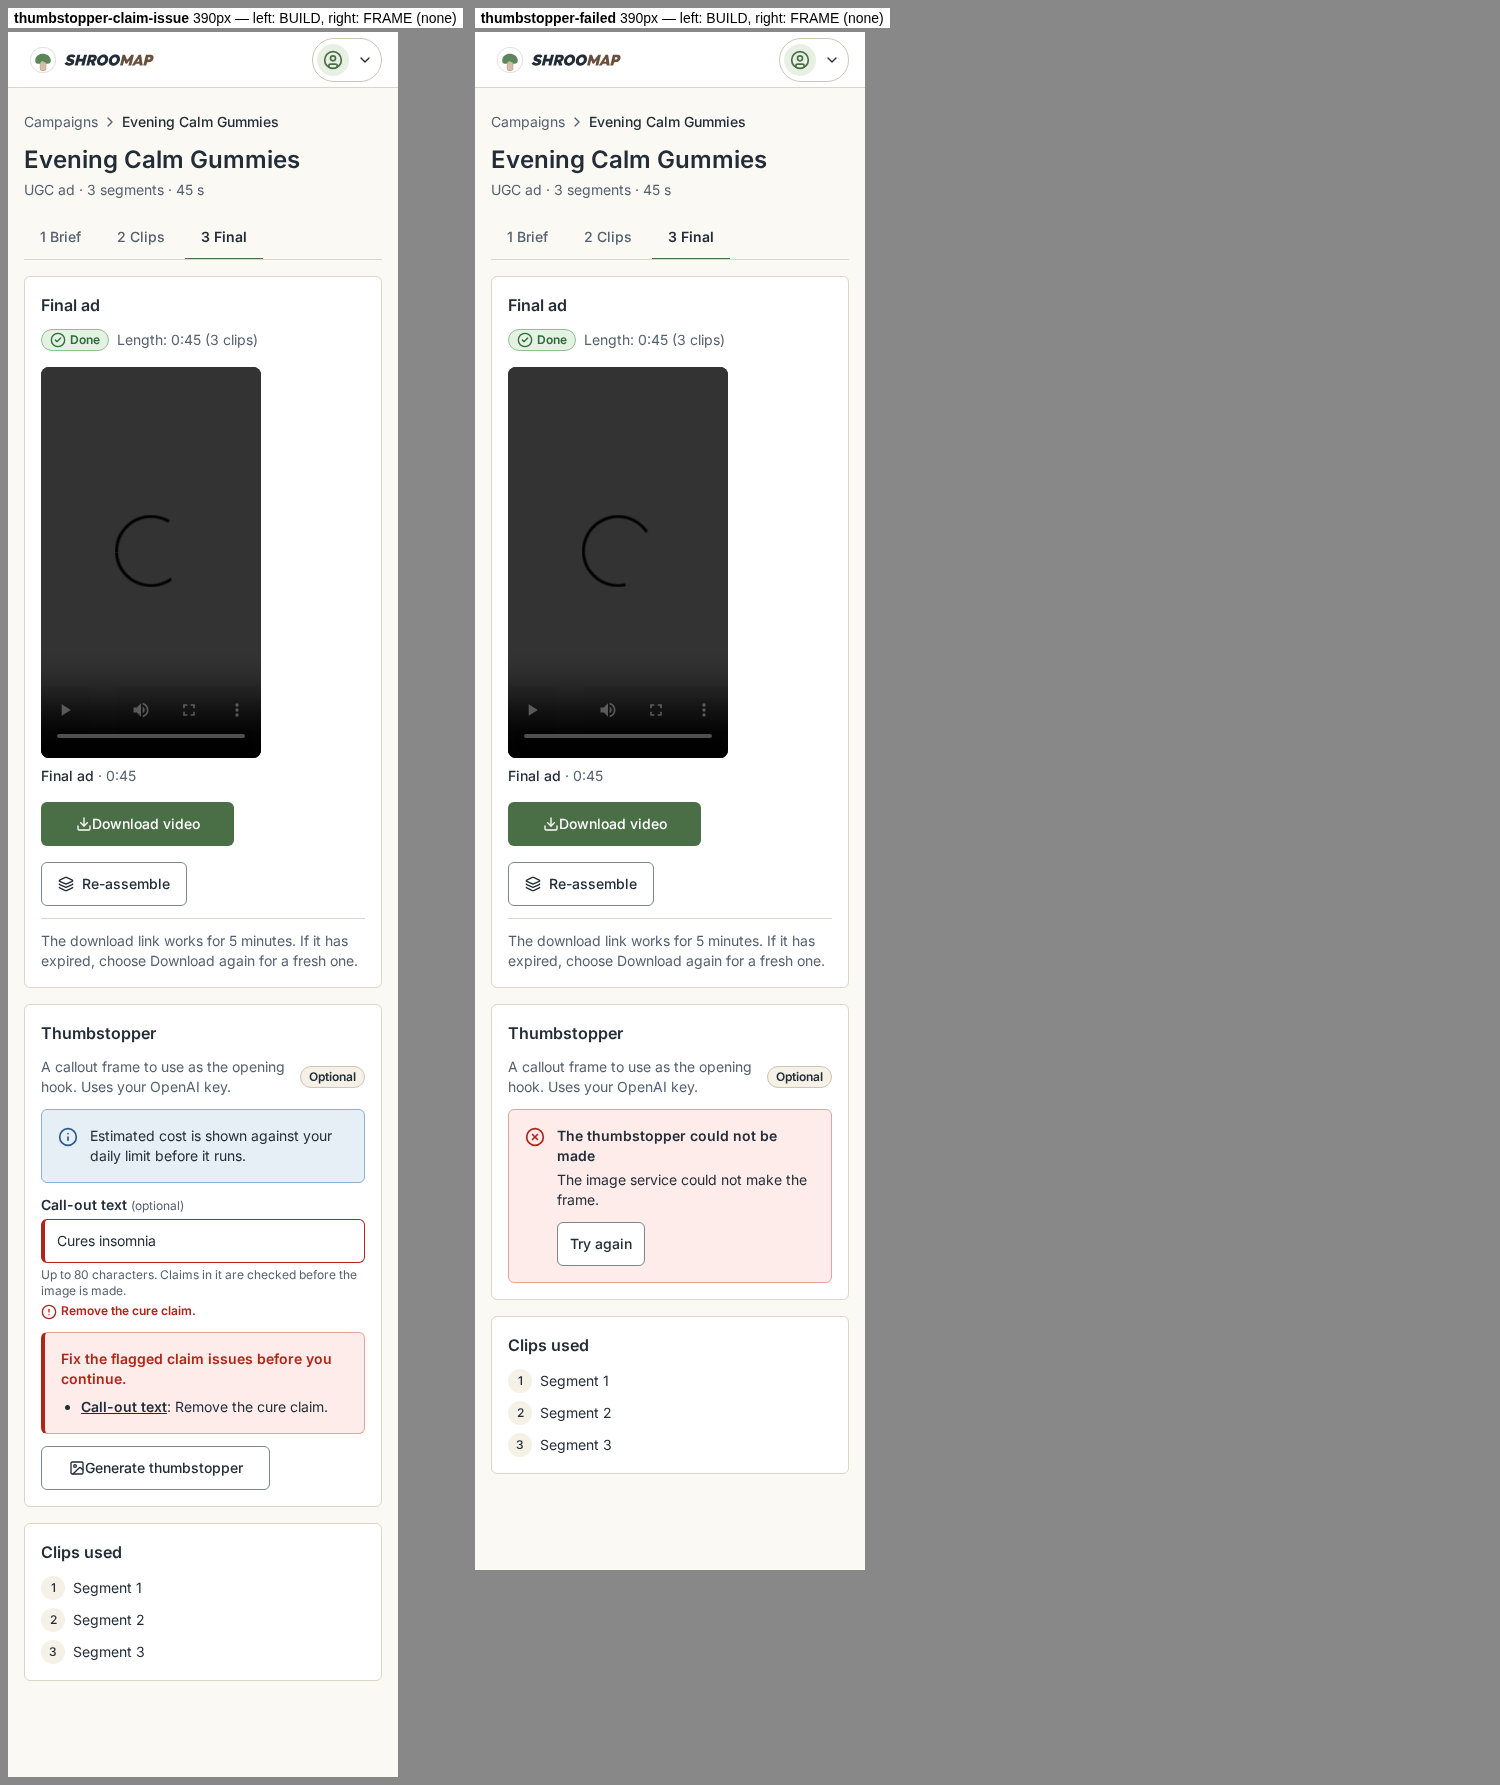 thumbstopper-claim-issue 390px — left: BUILD, right: FRAME (none)
SHROOMAP
Campaigns > Evening Calm Gummies
Evening Calm Gummies
UGC ad · 3 segments · 45 s
1 Brief 2 Clips 3 Final
Final ad
Done Length: 0:45 (3 clips)
Final ad · 0:45
Download video
Re-assemble
The download link works for 5 minutes. If it has
expired, choose Download again for a fresh one.
Thumbstopper
A callout frame to use as the opening
hook. Uses your OpenAI key.
Optional
Estimated cost is shown against your
daily limit before it runs.
Call-out text (optional)
Cures insomnia
Up to 80 characters. Claims in it are checked before the
image is made.
Remove the cure claim.
Fix the flagged claim issues before you
continue.
• Call-out text: Remove the cure claim.
Generate thumbstopper
Clips used
1 Segment 1
2 Segment 2
3 Segment 3
thumbstopper-failed 390px — left: BUILD, right: FRAME (none)
SHROOMAP
Campaigns > Evening Calm Gummies
Evening Calm Gummies
UGC ad · 3 segments · 45 s
1 Brief 2 Clips 3 Final
Final ad
Done Length: 0:45 (3 clips)
Final ad · 0:45
Download video
Re-assemble
The download link works for 5 minutes. If it has
expired, choose Download again for a fresh one.
Thumbstopper
A callout frame to use as the opening
hook. Uses your OpenAI key.
Optional
The thumbstopper could not be
made
The image service could not make the
frame.
Try again
Clips used
1 Segment 1
2 Segment 2
3 Segment 3